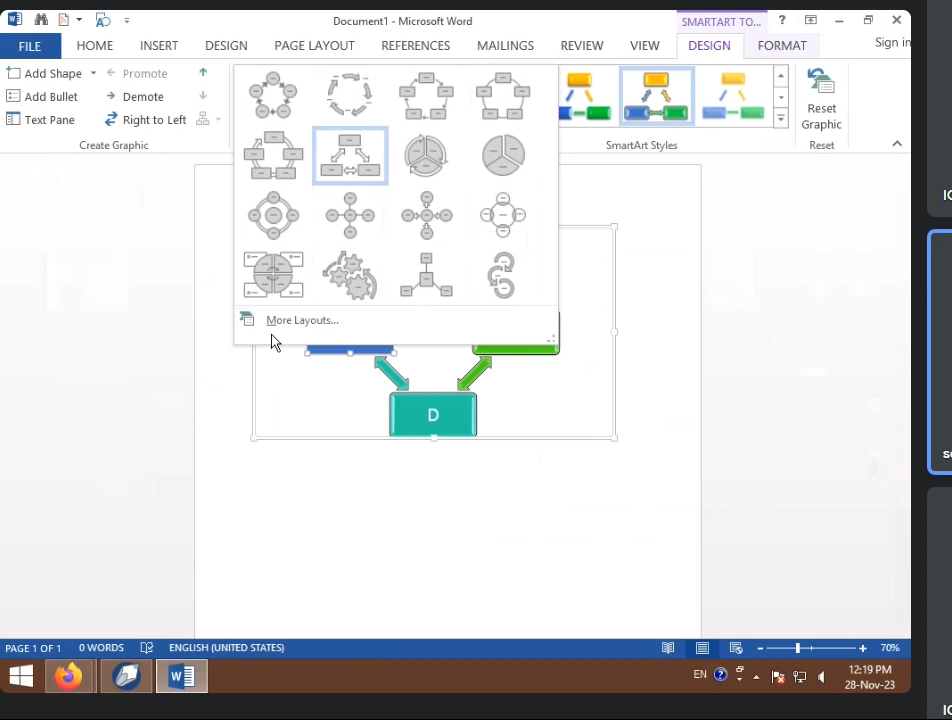 Document1 - Microsoft Word
SMARTART TO...
?
FILE
HOME
INSERT
DESIGN
PAGE LAYOUT
REFERENCES
MAILINGS
REVIEW
VIEW
DESIGN
FORMAT
Sign in
Add Shape
Promote
Add Bullet
Demote
Text Pane
Right to Left
Create Graphic
Reset
Graphic
SmartArt Styles
Reset
More Layouts...
D
PAGE 1 OF 1
0 WORDS
ENGLISH (UNITED STATES)
70%
EN
12:19 PM
28-Nov-23